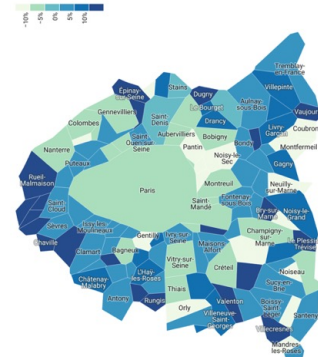 -10%
-5%
0%
5%
10%
Tremblay-
en-France
Épinay
sur-Seine
Stains
Dugny
Villepinte
Gennevilliers
Saint-
Denis
Le Bourget
Aulnay
sous-Bois
Vaujour
Colombes
Drancy
Livry-
Gargan
Coubron
Saint-
Ouen-sur-
Seine
Aubervilliers
Bobigny
Bondy
Montfermeil
Nanterre
Pantin
Noisy-le-
Sec
Gagny
Puteaux
Rueil-
Malmaison
Paris
Montreuil
Neuilly-
sur-Marne
Saint-
Cloud
Saint-
Mandé
Fontenay
sous-Bois
Bry-sur-
Marne
Noisy-le-
Grand
Sèvres
Issy-les-
Moulineaux
Champigny-
sur-
Marne
Chaville
Gentilly
Ivry-sur-
Seine
Maisons-
Alfort
Le Plessis-
Trévise
Clamart
Bagneux
Vitry-sur-
Seine
Créteil
Noiseau
Châtenay-
Malabry
L'Haÿ-
les-Roses
Sucy-en-
Brie
Thiais
Antony
Rungis
Orly
Valenton
Boissy-
Saint-
Léger
Santeny
Villeneuve-
Saint-
Georges
Villecresnes
Mandres-
les-Roses